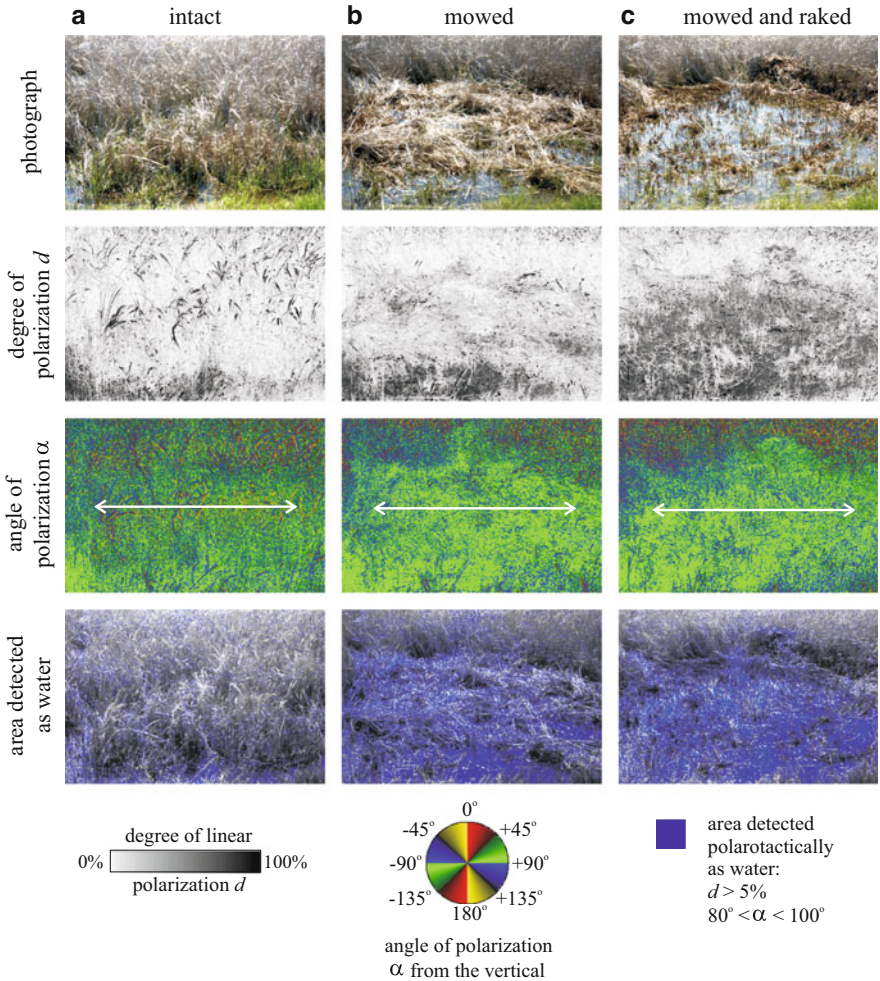 a intact
b mowed
c mowed and raked
photograph
degree of
polarization d
angle of
polarization α
area detected
as water
degree of linear
0% 100%
polarization d
0°
-45° +45°
-90° +90°
-135° +135°
180°
angle of polarization
α from the vertical
area detected
polarotactically
as water:
d > 5%
80° < α < 100°